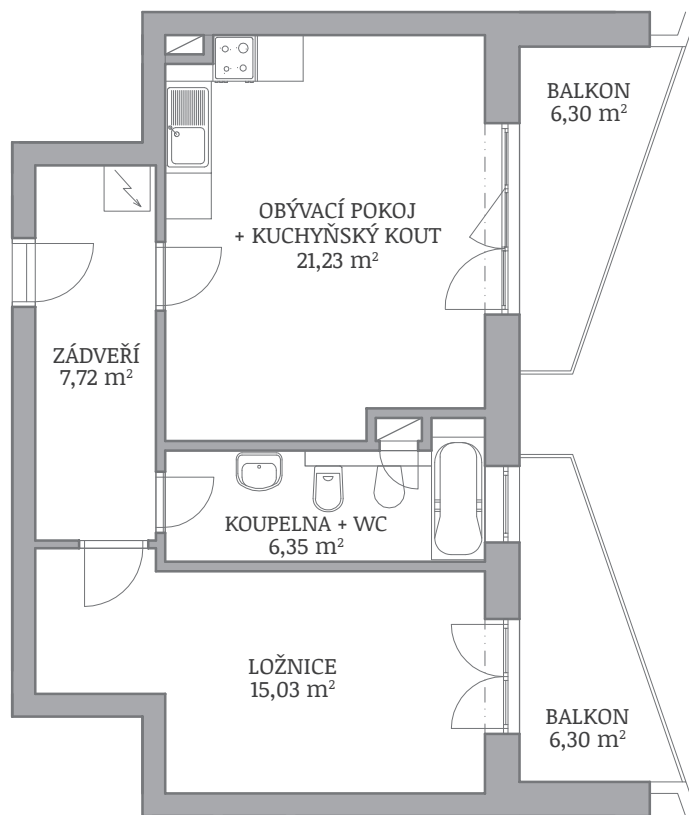 BALKON
6,30 m²
OBÝVACÍ POKOJ
+ KUCHYŇSKÝ KOUT
21,23 m²
ZÁDVEŘÍ
7,72 m²
KOUPELNA + WC
6,35 m²
LOŽNICE
15,03 m²
BALKON
6,30 m²